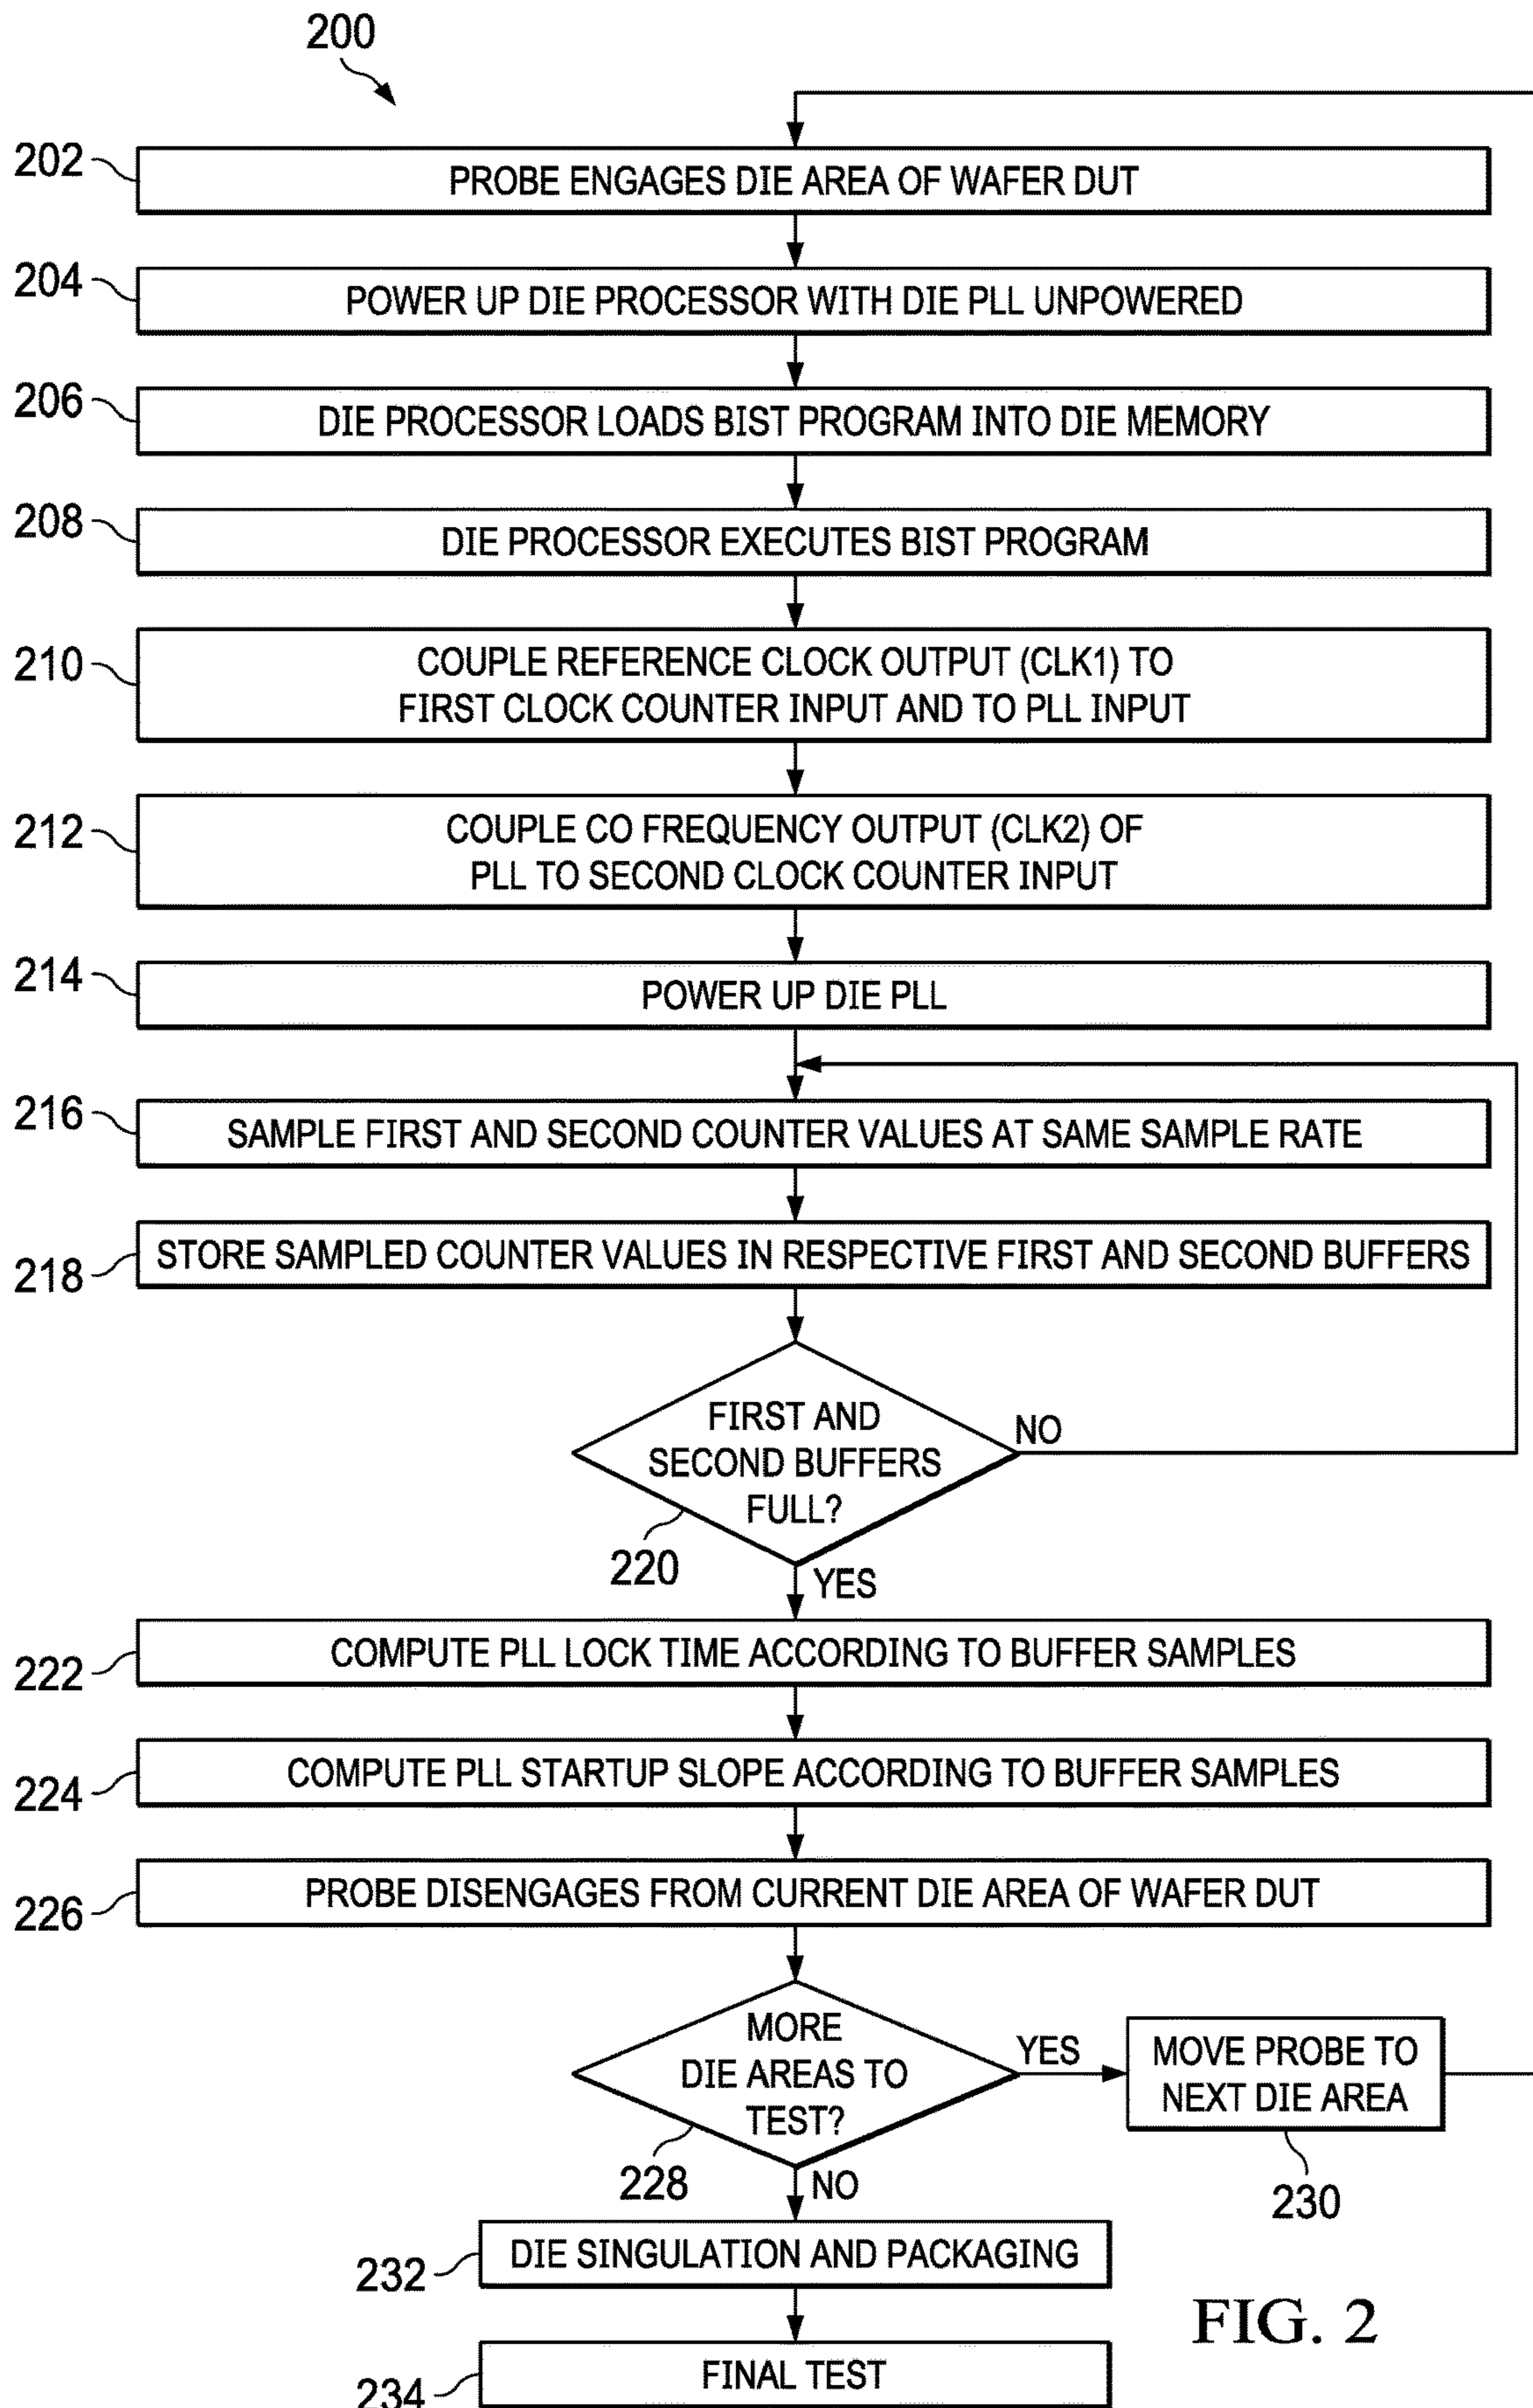 200
202
PROBE ENGAGES DIE AREA OF WAFER DUT
204
POWER UP DIE PROCESSOR WITH DIE PLL UNPOWERED
206
DIE PROCESSOR LOADS BIST PROGRAM INTO DIE MEMORY
208
DIE PROCESSOR EXECUTES BIST PROGRAM
210
COUPLE REFERENCE CLOCK OUTPUT (CLK1) TO
FIRST CLOCK COUNTER INPUT AND TO PLL INPUT
212
COUPLE CO FREQUENCY OUTPUT (CLK2) OF
PLL TO SECOND CLOCK COUNTER INPUT
214
POWER UP DIE PLL
216
SAMPLE FIRST AND SECOND COUNTER VALUES AT SAME SAMPLE RATE
218
STORE SAMPLED COUNTER VALUES IN RESPECTIVE FIRST AND SECOND BUFFERS
FIRST AND
SECOND BUFFERS
FULL?
NO
220
YES
222
COMPUTE PLL LOCK TIME ACCORDING TO BUFFER SAMPLES
224
COMPUTE PLL STARTUP SLOPE ACCORDING TO BUFFER SAMPLES
226
PROBE DISENGAGES FROM CURRENT DIE AREA OF WAFER DUT
MORE
DIE AREAS TO
TEST?
YES
MOVE PROBE TO
NEXT DIE AREA
228
NO
230
232
DIE SINGULATION AND PACKAGING
234
FINAL TEST
FIG. 2